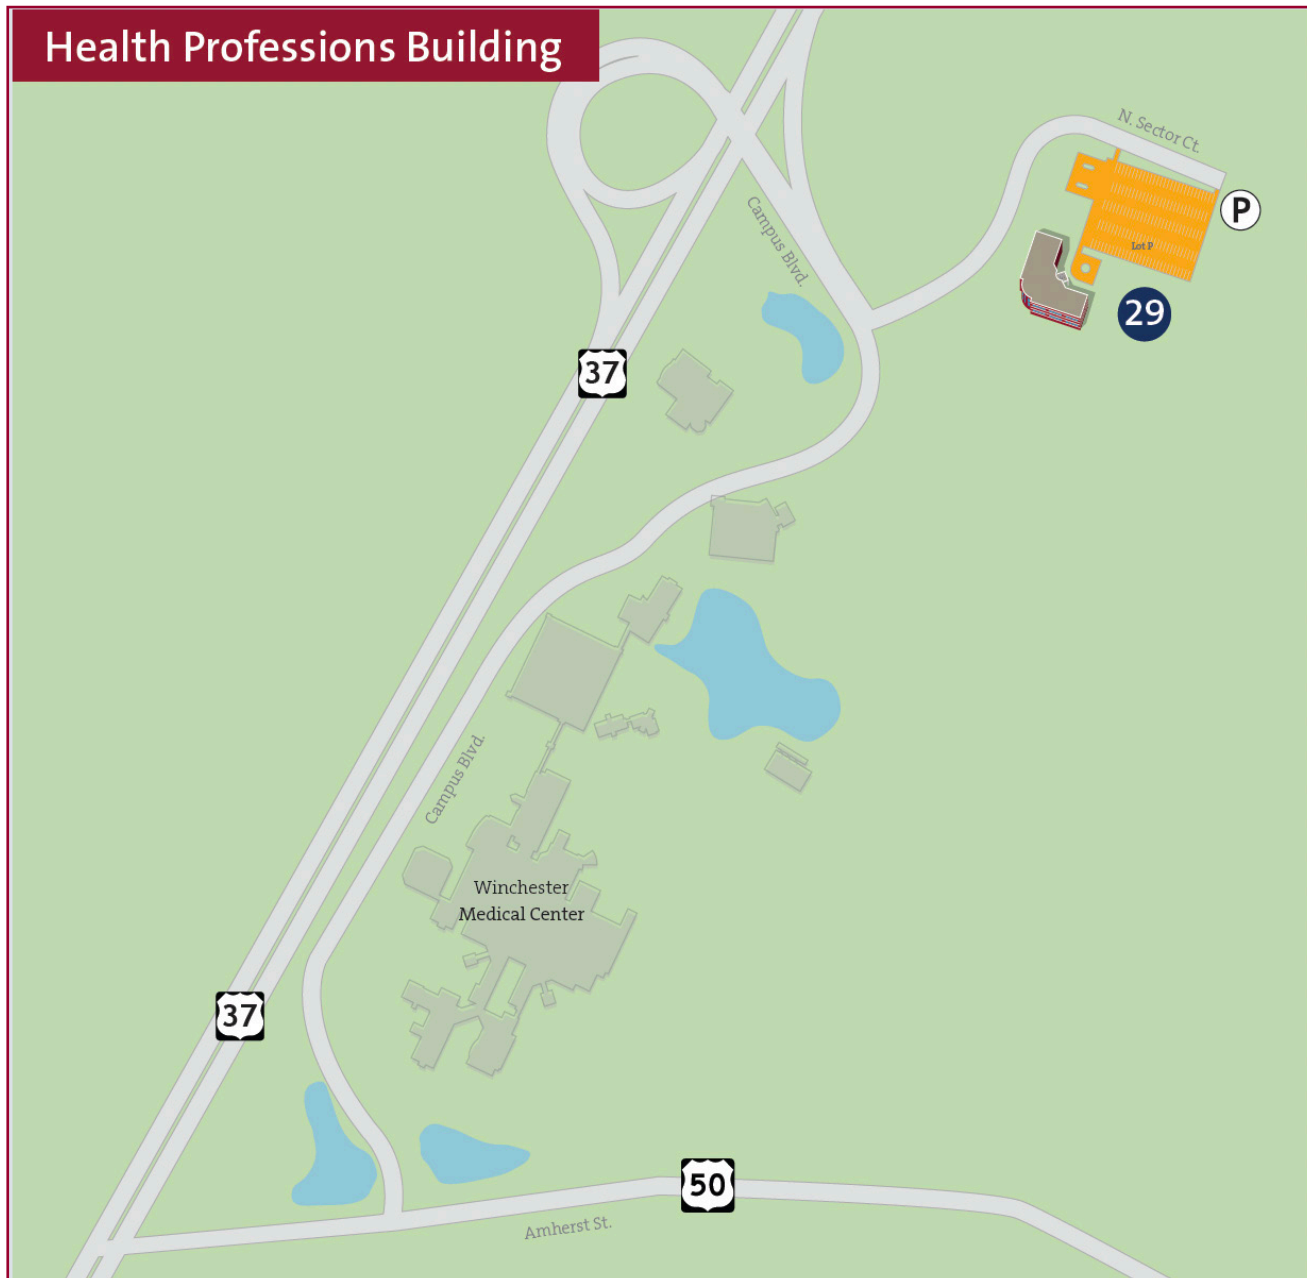 Health Professions Building
N. Sector Ct.
P
Campus Blvd.
Lot P
29
37
Campus Blvd.
Winchester
Medical Center
37
50
Amherst St.